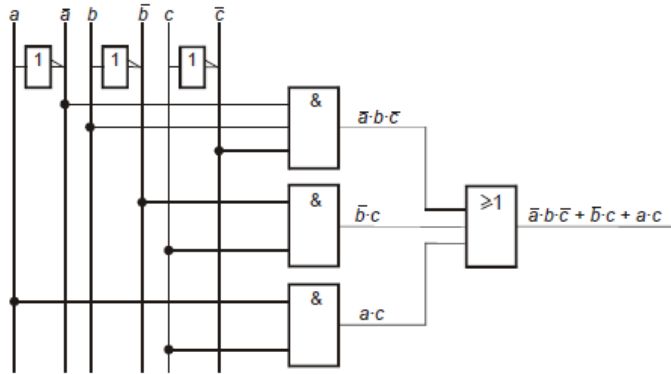 a ā b b̄ c c̄
1 1 1
&
ā·b·c̄
&
b̄·c
≥1
ā·b·c̄ + b̄·c + a·c
&
a·c